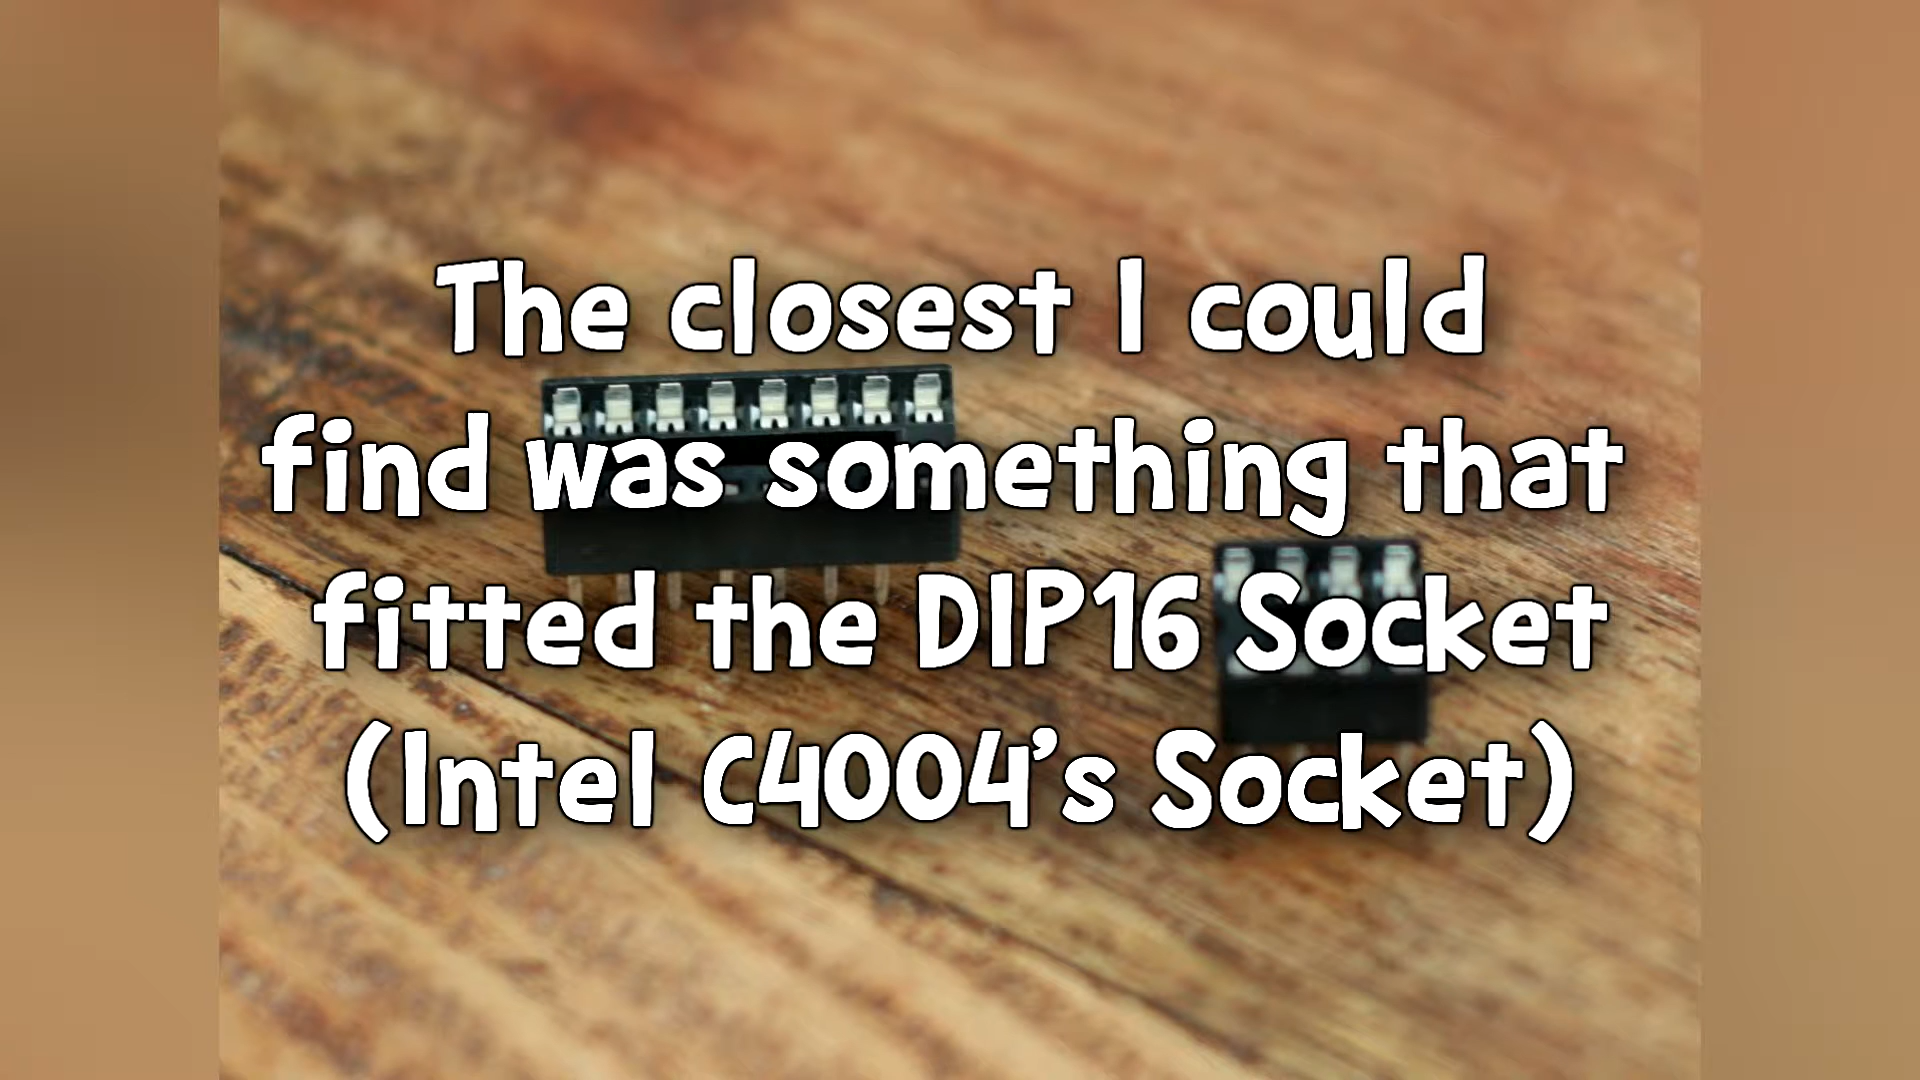 The closest I could
find was something that
fitted the DIP16 Socket
(Intel C4004's Socket)